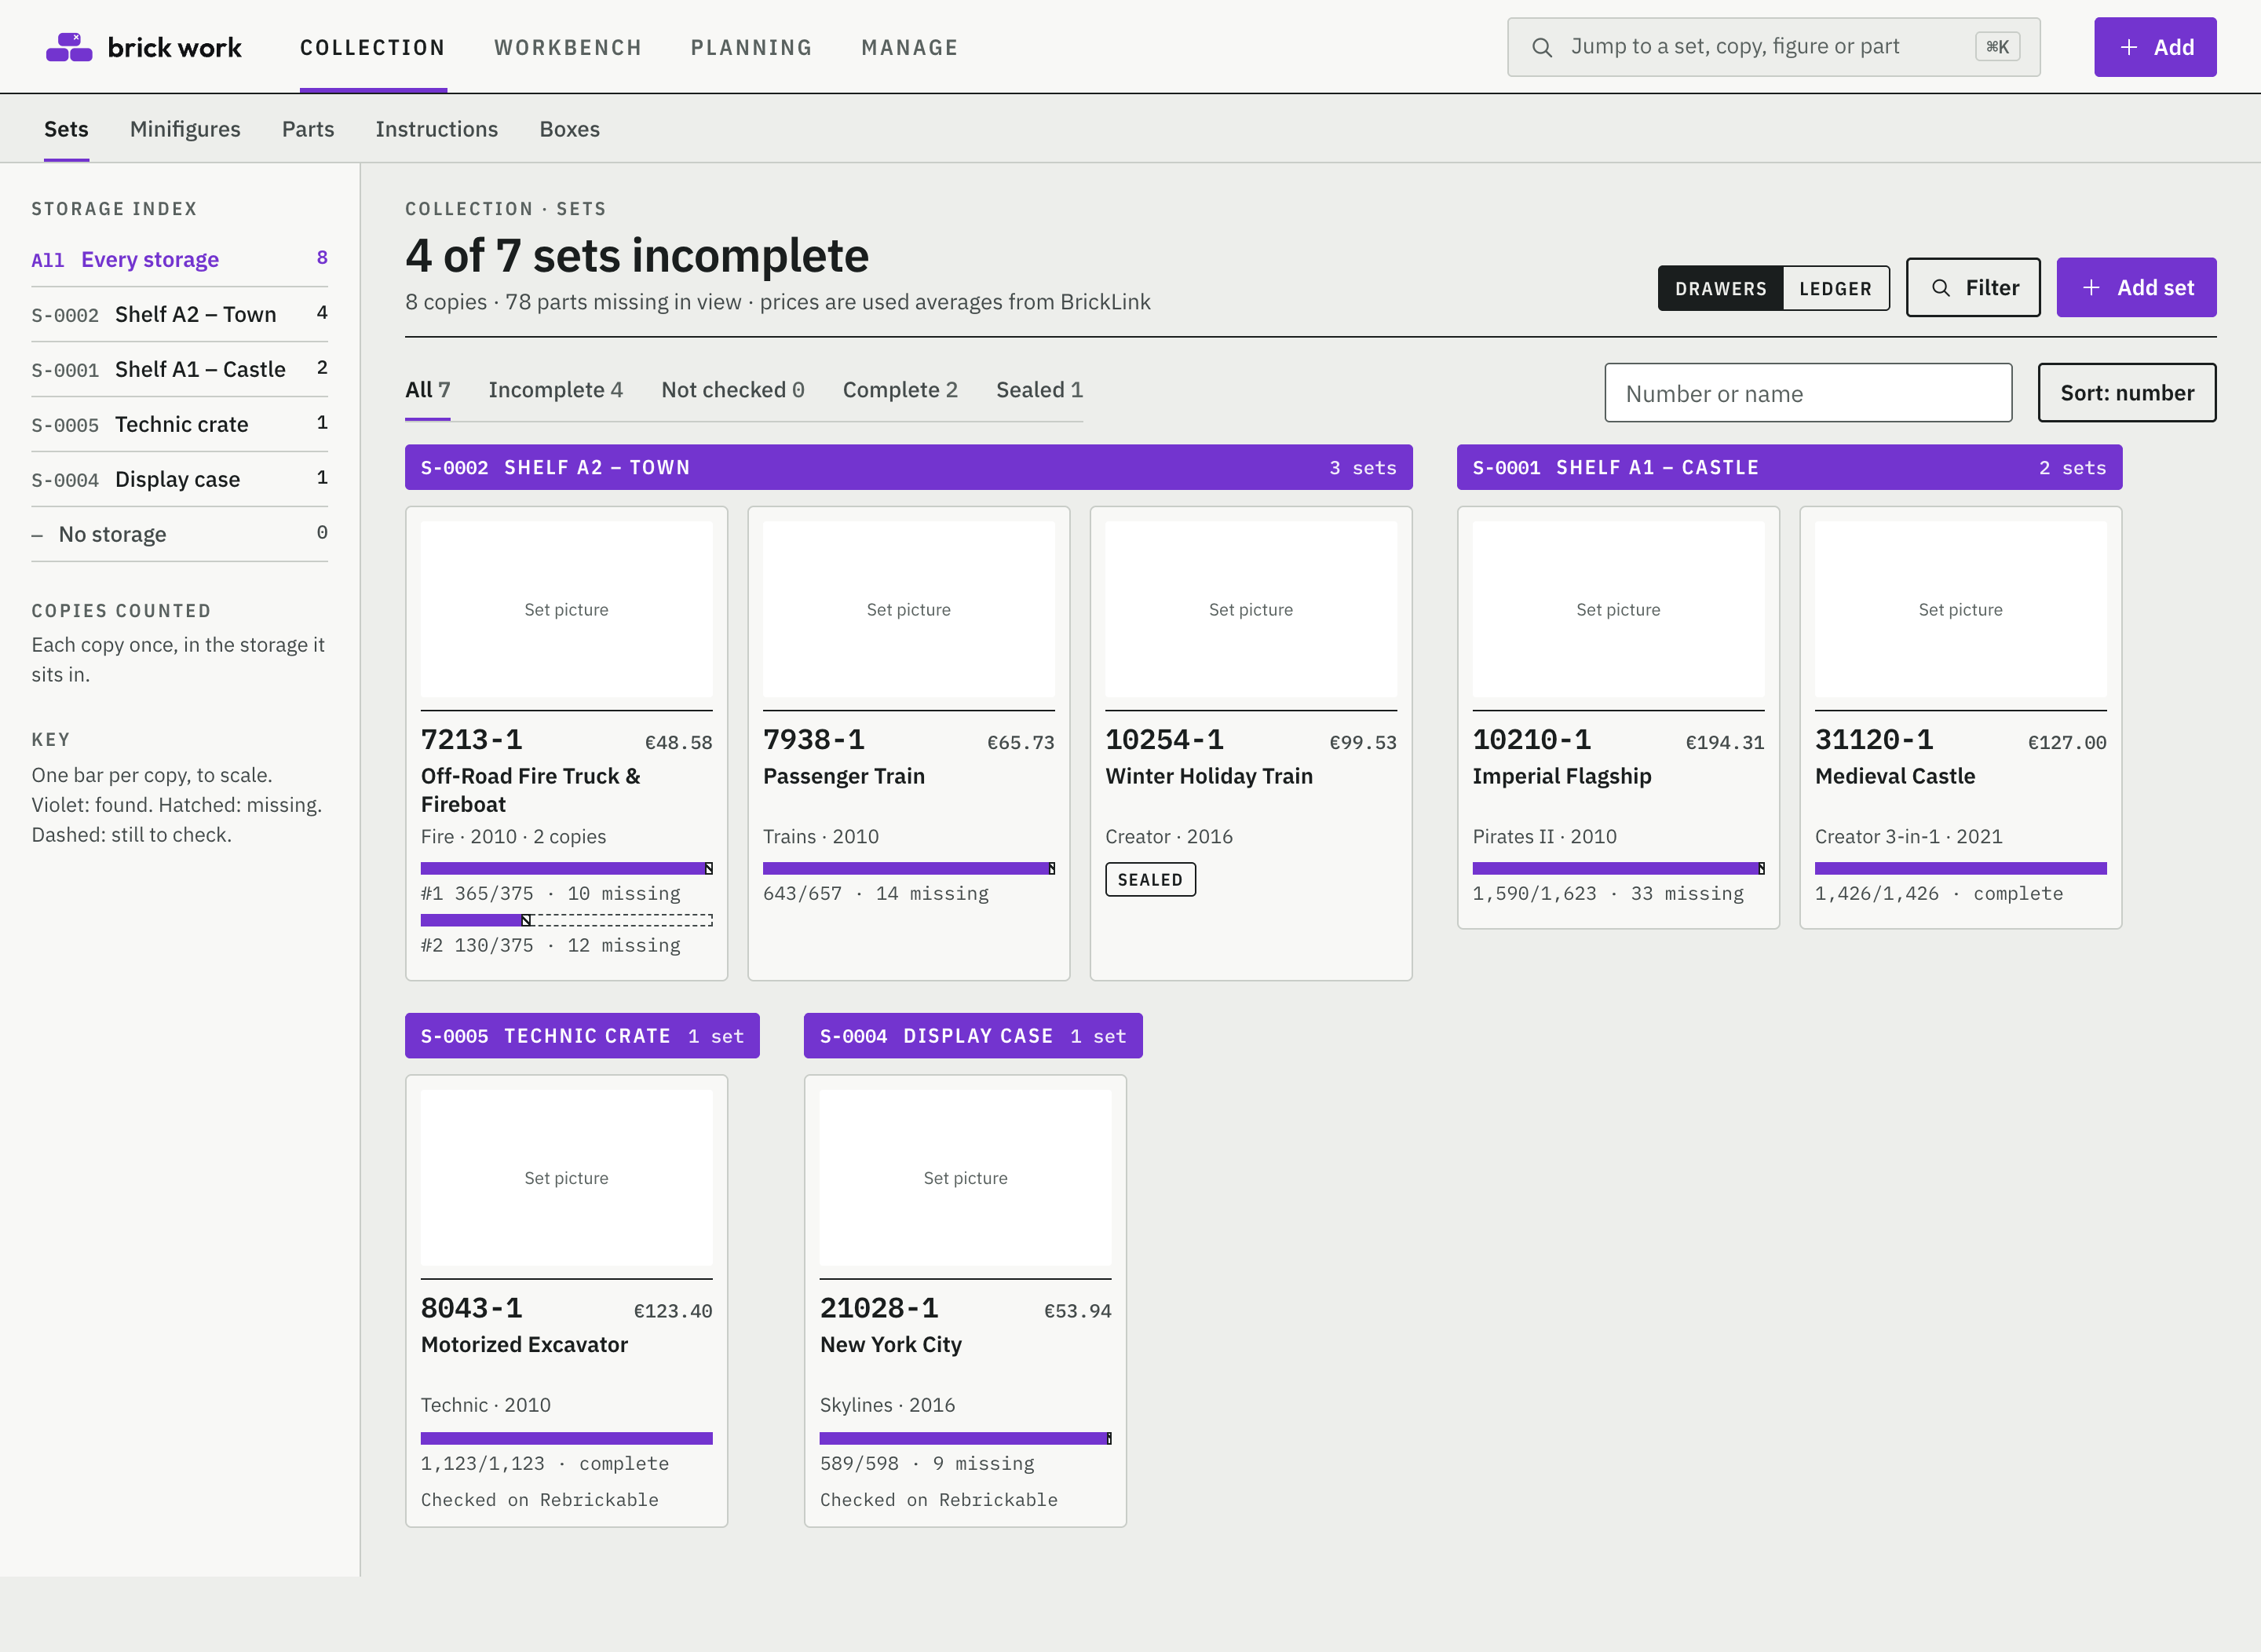 brick work
COLLECTION WORKBENCH PLANNING MANAGE
Jump to a set, copy, figure or part ⌘K
+ Add
Sets Minifigures Parts Instructions Boxes
STORAGE INDEX
All Every storage 8
S-0002 Shelf A2 – Town 4
S-0001 Shelf A1 – Castle 2
S-0005 Technic crate 1
S-0004 Display case 1
– No storage 0
COPIES COUNTED
Each copy once, in the storage it
sits in.
KEY
One bar per copy, to scale.
Violet: found. Hatched: missing.
Dashed: still to check.
COLLECTION · SETS
4 of 7 sets incomplete
8 copies · 78 parts missing in view · prices are used averages from BrickLink
DRAWERS LEDGER
Filter
+ Add set
All 7 Incomplete 4 Not checked 0 Complete 2 Sealed 1
Number or name
Sort: number
S-0002 SHELF A2 – TOWN 3 sets
Set picture
7213-1 €48.58
Off-Road Fire Truck &
Fireboat
Fire · 2010 · 2 copies
#1 365/375 · 10 missing
#2 130/375 · 12 missing
Set picture
7938-1 €65.73
Passenger Train
Trains · 2010
643/657 · 14 missing
Set picture
10254-1 €99.53
Winter Holiday Train
Creator · 2016
SEALED
S-0001 SHELF A1 – CASTLE 2 sets
Set picture
10210-1 €194.31
Imperial Flagship
Pirates II · 2010
1,590/1,623 · 33 missing
Set picture
31120-1 €127.00
Medieval Castle
Creator 3-in-1 · 2021
1,426/1,426 · complete
S-0005 TECHNIC CRATE 1 set
Set picture
8043-1 €123.40
Motorized Excavator
Technic · 2010
1,123/1,123 · complete
Checked on Rebrickable
S-0004 DISPLAY CASE 1 set
Set picture
21028-1 €53.94
New York City
Skylines · 2016
589/598 · 9 missing
Checked on Rebrickable